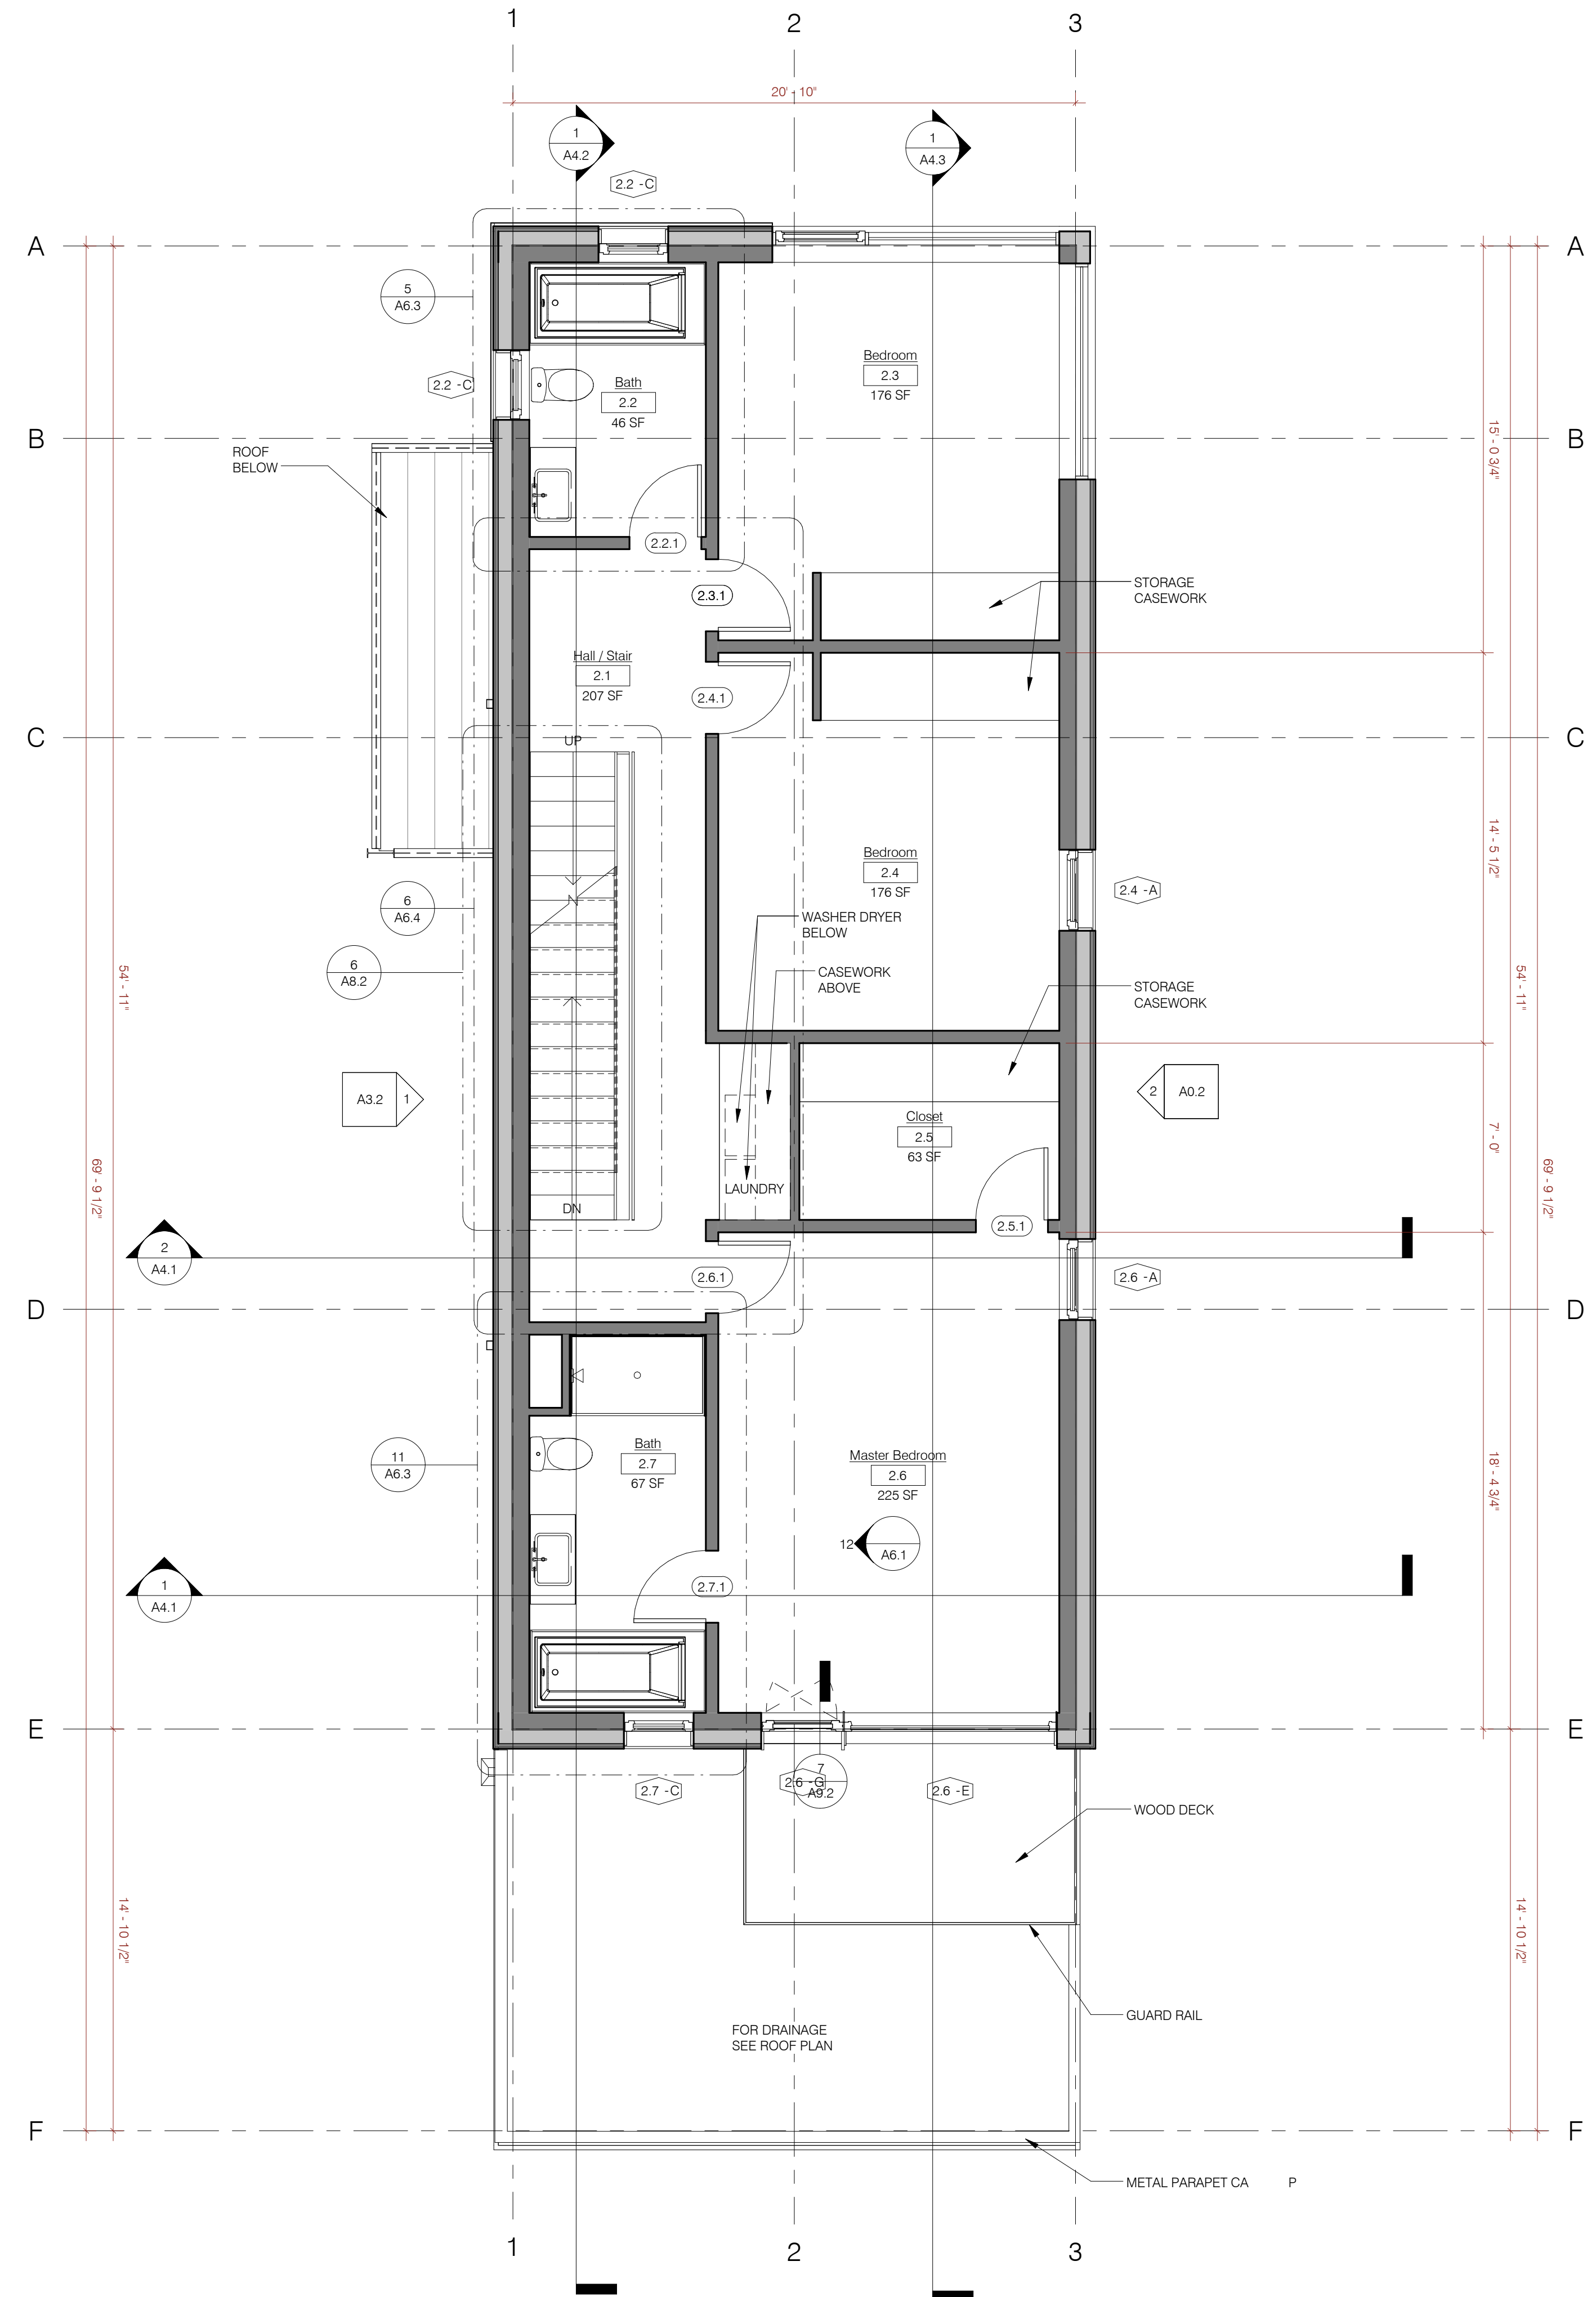 1
2
3
20' - 10"
1
A4.2
1
A4.3
2.2 -C
A
A
5
A6.3
2.2 -C
Bath
2.2
46 SF
Bedroom
2.3
176 SF
B
B
ROOF
BELOW
15' - 0 3/4"
2.2.1
2.3.1
STORAGE
CASEWORK
Hall / Stair
2.1
207 SF
2.4.1
C
C
UP
14' - 5 1/2"
Bedroom
2.4
176 SF
2.4 -A
6
A6.4
WASHER DRYER
BELOW
6
A8.2
CASEWORK
ABOVE
54' - 11"
54' - 11"
STORAGE
CASEWORK
A3.2
1
2
A0.2
Closet
2.5
63 SF
7' - 0"
69' - 9 1/2"
69' - 9 1/2"
LAUNDRY
DN
2.5.1
2
A4.1
2.6.1
2.6 -A
D
D
11
A6.3
Bath
2.7
67 SF
Master Bedroom
2.6
225 SF
18' - 4 3/4"
12
A6.1
1
A4.1
2.7.1
E
E
2.7 -C
2.6 -G
7
A9.2
2.6 -E
WOOD DECK
14' - 10 1/2"
14' - 10 1/2"
GUARD RAIL
FOR DRAINAGE
SEE ROOF PLAN
F
F
METAL PARAPET CA P
1
2
3